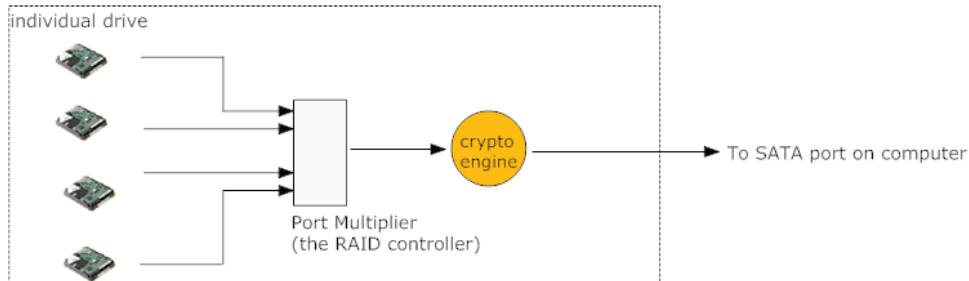 individual drive
crypto
engine
To SATA port on computer
Port Multiplier
(the RAID controller)